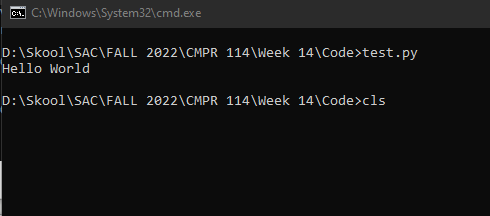 C:\Windows\System32\cmd.exe
D:\Skool\SAC\FALL 2022\CMPR 114\Week 14\Code>test.py
Hello World
D:\Skool\SAC\FALL 2022\CMPR 114\Week 14\Code>cls